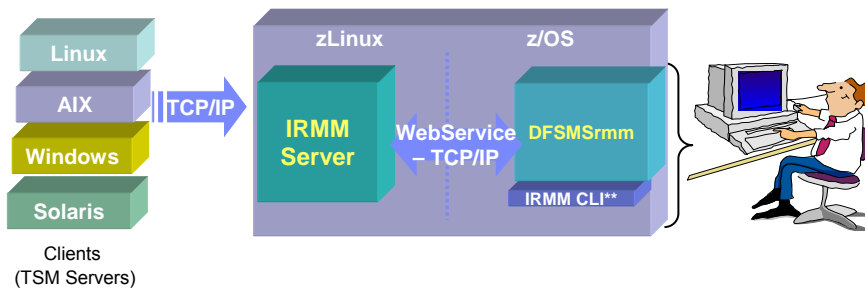 Linux
AIX
Windows
Solaris
Clients
(TSM Servers)
TCP/IP
zLinux
z/OS
IRMM
Server
WebService
– TCP/IP
DFSMSrmm
IRMM CLI**